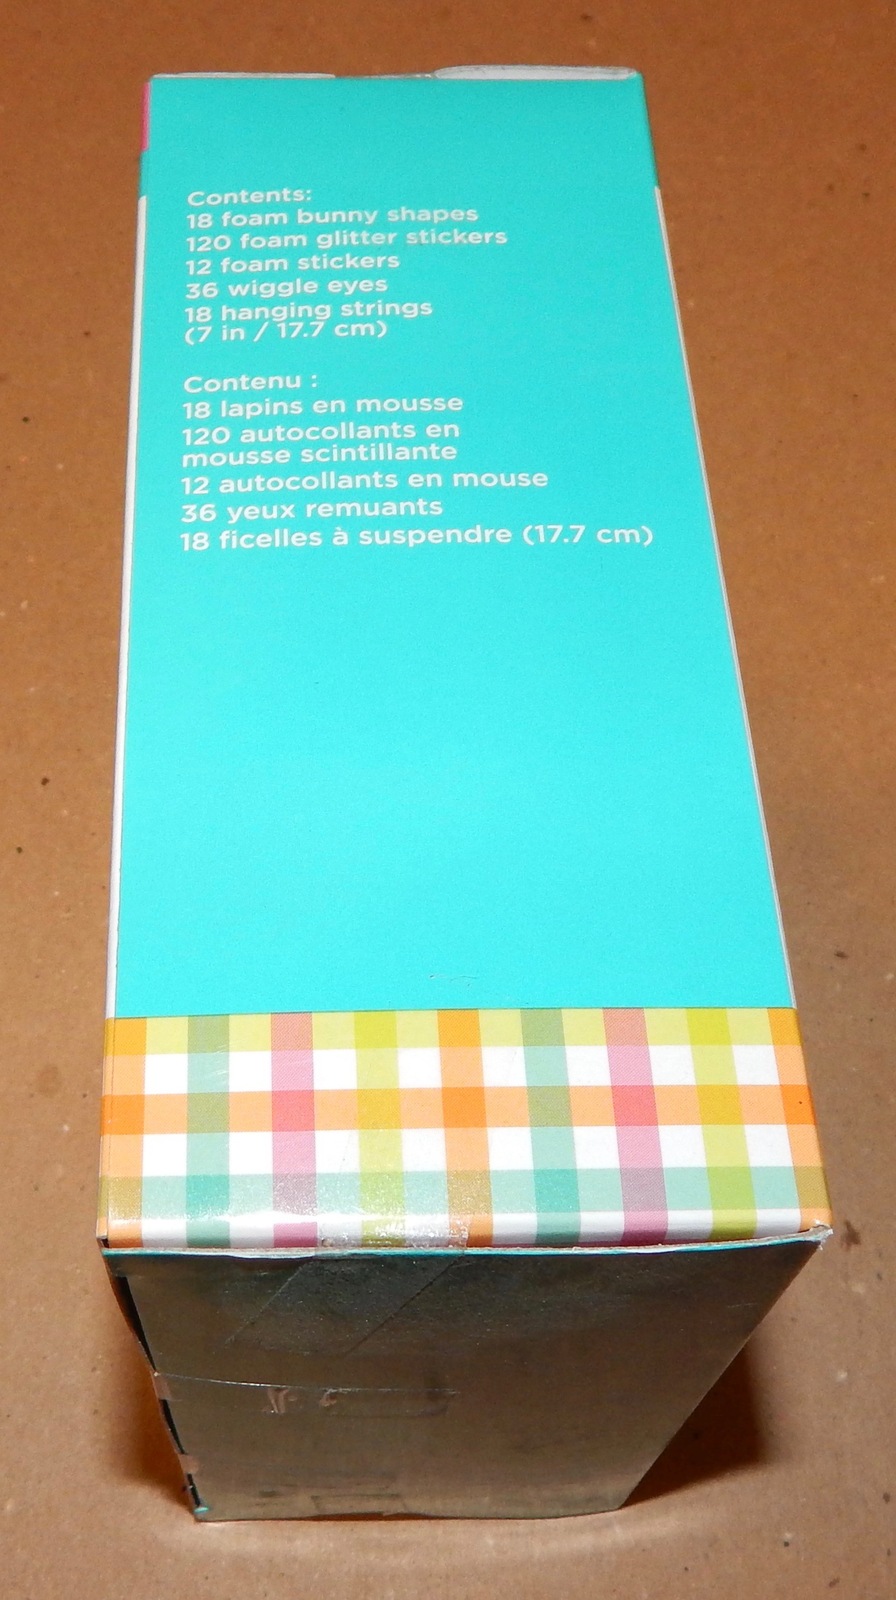 Contents:
18 foam bunny shapes
120 foam glitter stickers
12 foam stickers
36 wiggle eyes
18 hanging strings
(7 in / 17.7 cm)
Contenu :
18 lapins en mousse
120 autocollants en
mousse scintillante
12 autocollants en mouse
36 yeux remuants
18 ficelles à suspendre (17.7 cm)